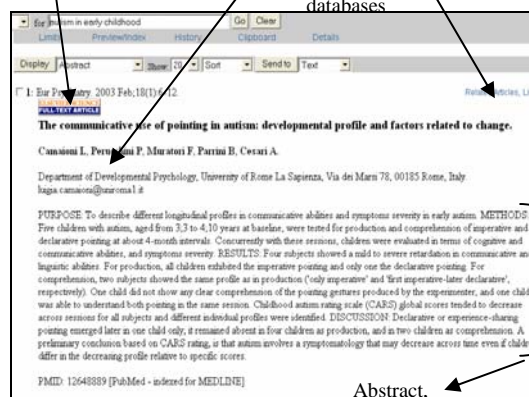 databases
for autism in early childhood Go Clear
Limits Preview/Index History Clipboard Details
Display Abstract Show: 20 Sort Send to Text
1: Eur Psychiatry. 2003 Feb;18(1):6-12. Related Articles, Li
ELSEVIER SCIENCE
FULL-TEXT ARTICLE
The communicative use of pointing in autism: developmental profile and factors related to change.
Camaioni L, Perucchini P, Muratori F, Parrini B, Cesari A.
Department of Developmental Psychology, University of Rome La Sapienza, Via dei Marsi 78, 00185 Rome, Italy.
luigia.camaioni@uniroma1.it
PURPOSE: To describe different longitudinal profiles in communicative abilities and symptoms severity in early autism. METHODS:
Five children with autism, aged from 3,3 to 4,10 years at baseline, were tested for production and comprehension of imperative and
declarative pointing at about 4-month intervals. Concurrently with these sessions, children were evaluated in terms of cognitive and
communicative abilities, and symptoms severity. RESULTS: Four subjects showed a mild to severe retardation in communicative and
linguistic abilities. For production, all children exhibited the imperative pointing and only one the declarative pointing. For
comprehension, two subjects showed the same profile as in production ('only imperative' and 'first imperative-later declarative',
respectively). One child did not show any clear comprehension of the pointing gestures produced by the experimenter, and one child
was able to understand both pointing in the same session. Childhood autism rating scale (CARS) global scores tended to decrease
across sessions for all subjects and different individual profiles were identified. DISCUSSION: Declarative or experience-sharing
pointing emerged later in one child only, it remained absent in four children as production, and in two children as comprehension. A
preliminary conclusion based on CARS rating, is that autism involves a symptomatology that may decrease across time even if childre
differ in the decreasing profile relative to specific scores.
PMID: 12648889 [PubMed - indexed for MEDLINE]
Abstract,